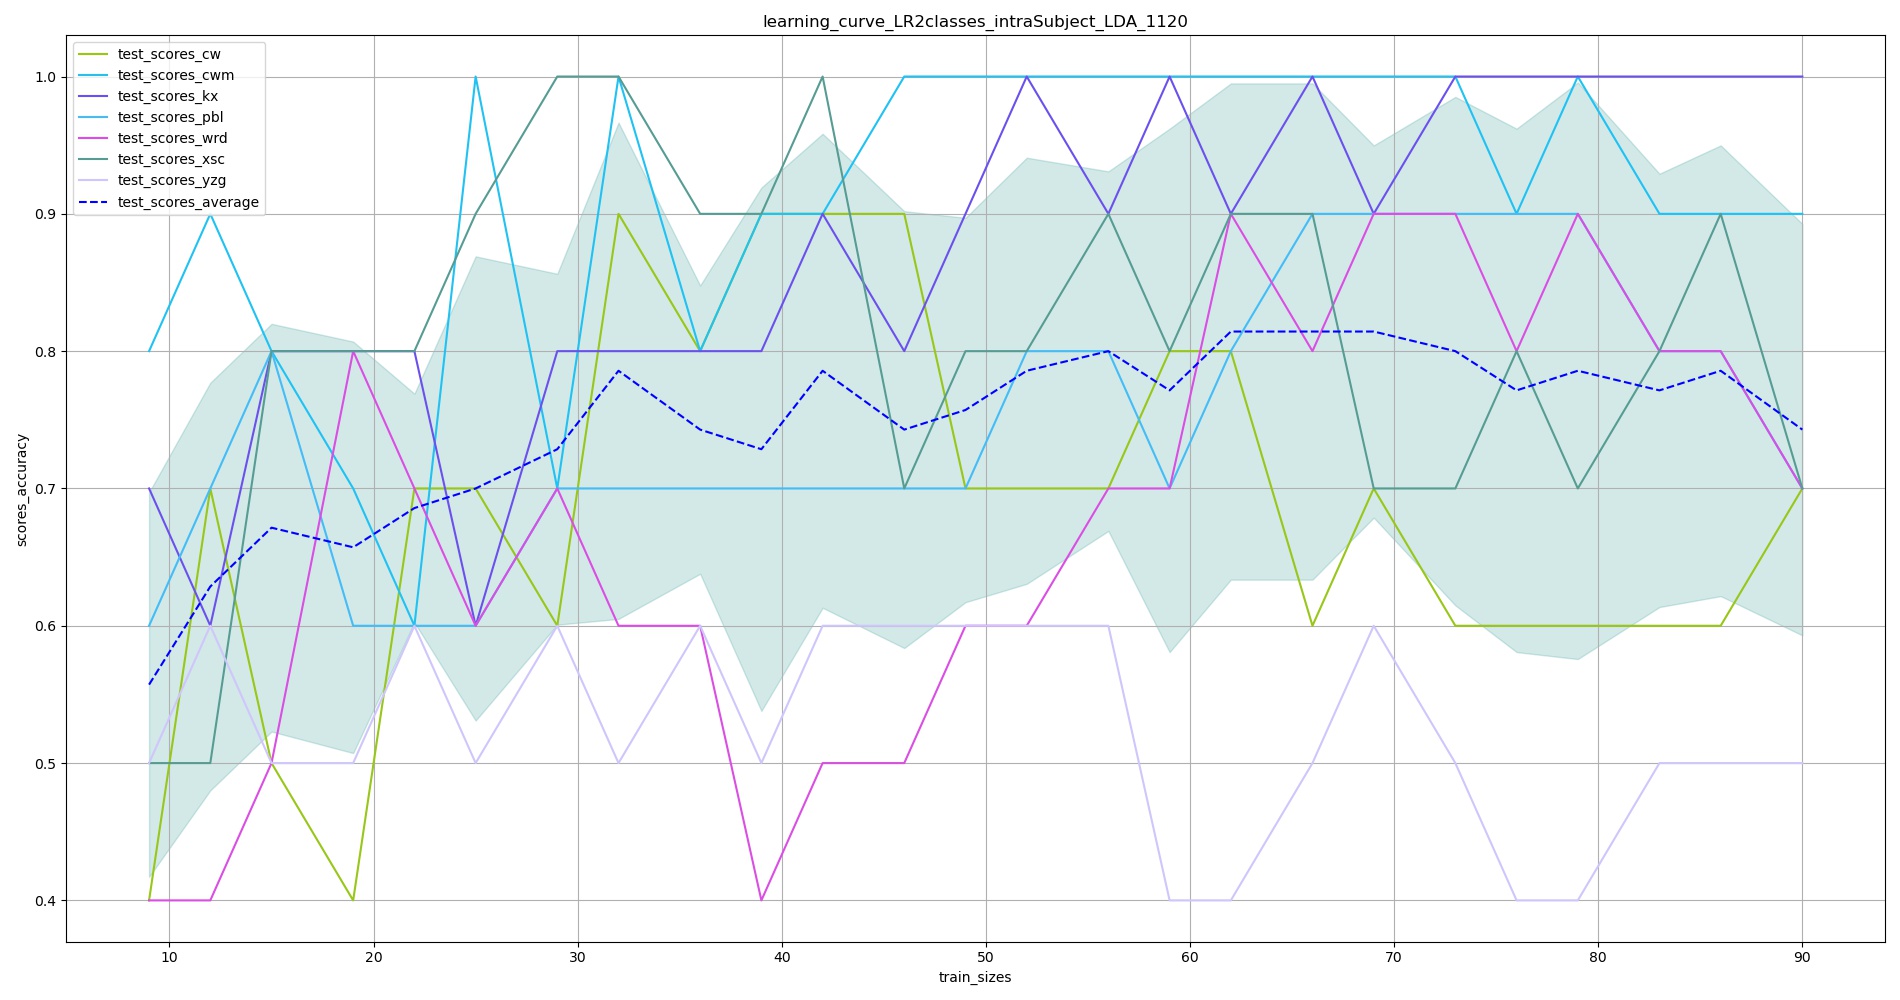 learning_curve_LR2classes_intraSubject_LDA_1120
test_scores_cw
test_scores_cwm
test_scores_kx
test_scores_pbl
test_scores_wrd
test_scores_xsc
test_scores_yzg
test_scores_average
1.0
0.9
0.8
0.7
0.6
0.5
0.4
scores_accuracy
10 20 30 40 50 60 70 80 90
train_sizes